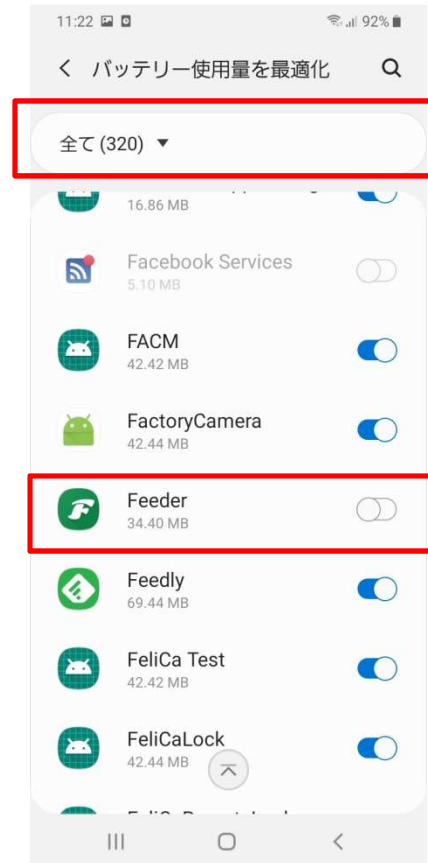 11:22 92%
バッテリー使用量を最適化
全て (320) ▼
16.86 MB
Facebook Services
5.10 MB
FACM
42.42 MB
FactoryCamera
42.44 MB
Feeder
34.40 MB
Feedly
69.44 MB
FeliCa Test
42.42 MB
FeliCaLock
42.44 MB